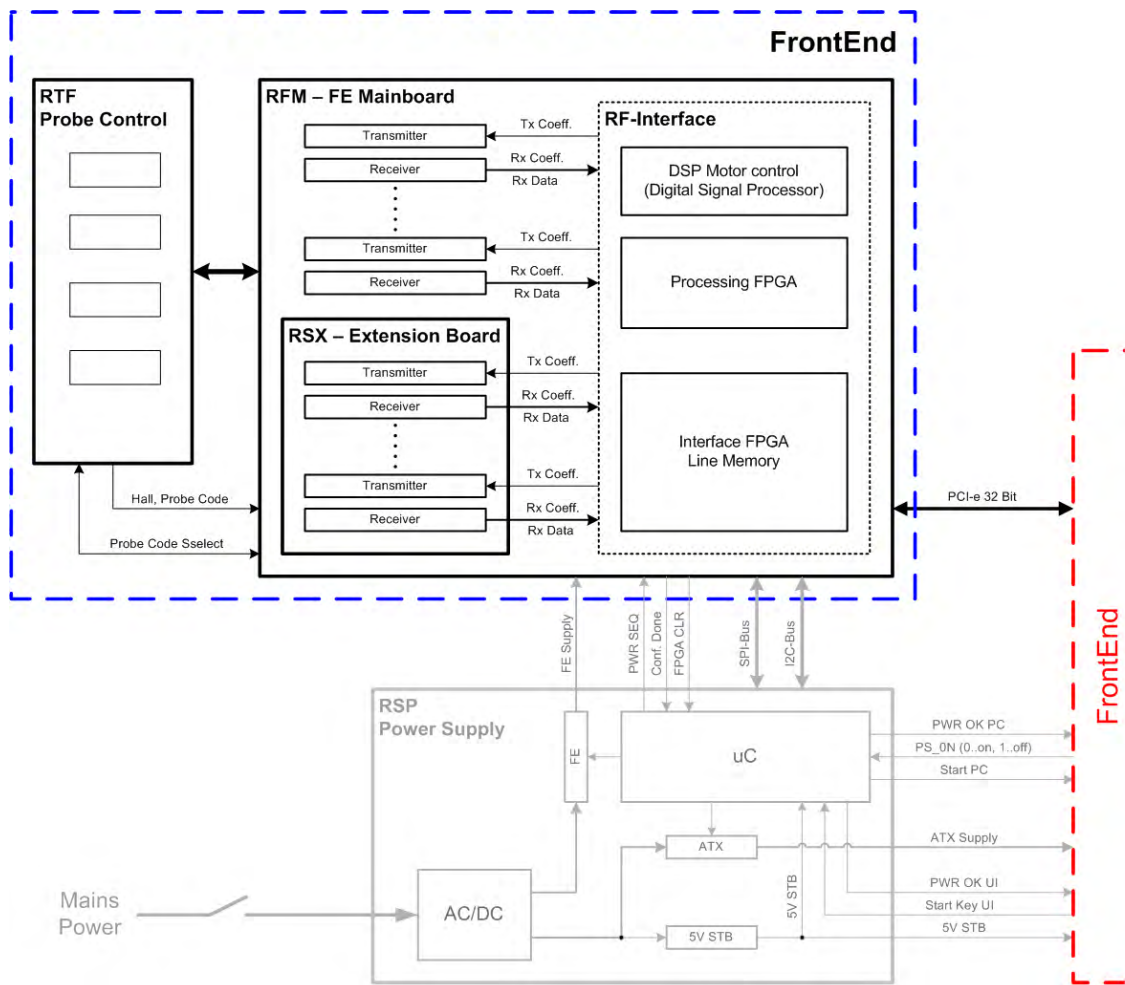 FrontEnd
RTF
Probe Control
RFM – FE Mainboard
Transmitter
Receiver
Transmitter
Receiver
Tx Coeff.
Rx Coeff.
Rx Data
Tx Coeff.
Rx Coeff.
Rx Data
RF-Interface
DSP Motor control
(Digital Signal Processor)
Processing FPGA
Interface FPGA
Line Memory
RSX – Extension Board
Transmitter
Receiver
Transmitter
Receiver
Tx Coeff.
Rx Coeff.
Rx Data
Tx Coeff.
Rx Coeff.
Rx Data
Hall, Probe Code
Probe Code Sselect
PCI-e 32 Bit
FE Supply
PWR SEQ
Conf. Done
FPGA CLR
SPI-Bus
I2C-Bus
RSP
Power Supply
FE
uC
ATX
5V STB
AC/DC
5V STB
Mains
Power
PWR OK PC
PS_0N (0..on, 1..off)
Start PC
ATX Supply
PWR OK UI
Start Key UI
5V STB
FrontEnd